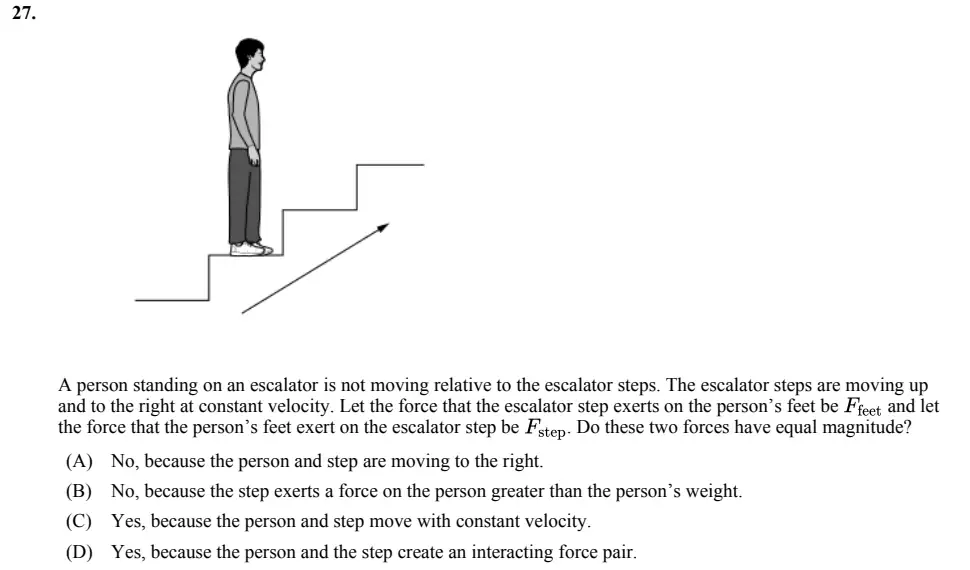 27.
A person standing on an escalator is not moving relative to the escalator steps. The escalator steps are moving up
and to the right at constant velocity. Let the force that the escalator step exerts on the person’s feet be F_feet and let
the force that the person’s feet exert on the escalator step be F_step. Do these two forces have equal magnitude?
(A) No, because the person and step are moving to the right.
(B) No, because the step exerts a force on the person greater than the person’s weight.
(C) Yes, because the person and step move with constant velocity.
(D) Yes, because the person and the step create an interacting force pair.